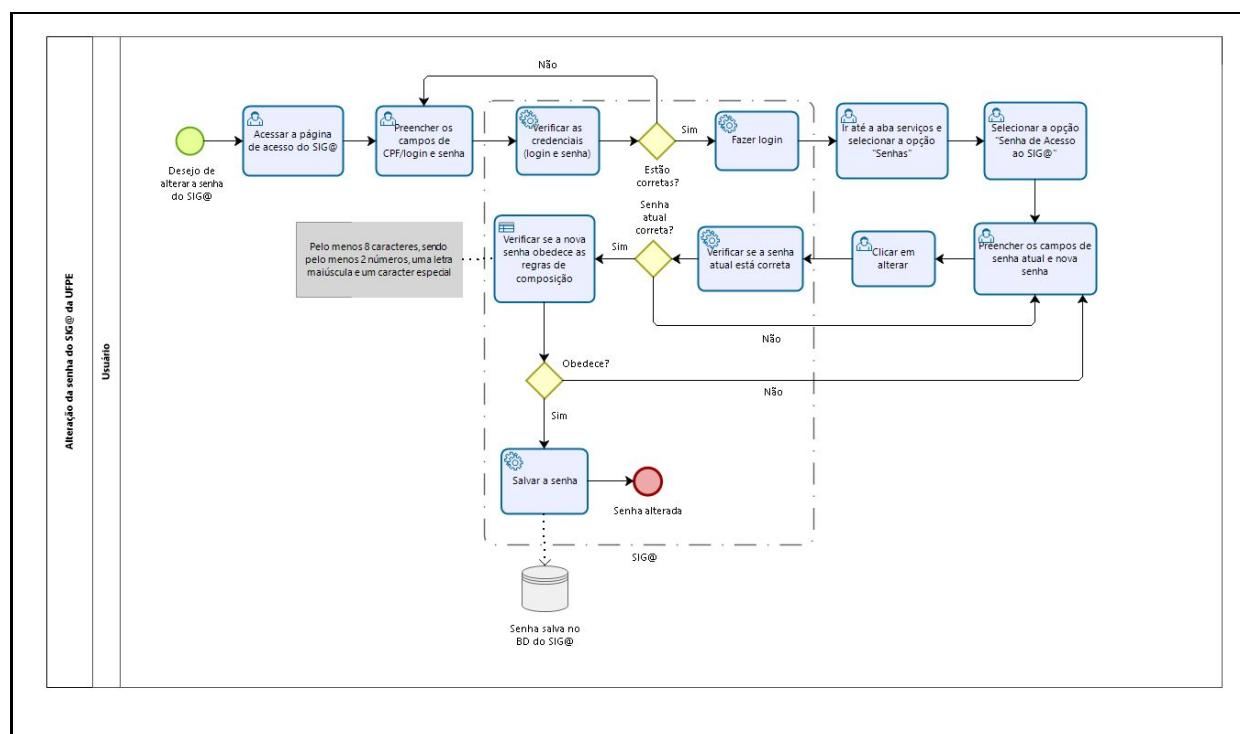 Alteração da senha do SIG@ da UFPE
Usuário
Desejo de
alterar a senha
do SIG@
Acessar a página
de acesso do SIG@
Preencher os
campos de
CPF/login e senha
Verificar as
credenciais
(login e senha)
Não
Estão
corretas?
Sim
Fazer login
Ir até a aba serviços e
selecionar a opção
"Senhas"
Selecionar a opção
"Senha de Acesso
ao SIG@"
Preencher os campos de
senha atual e nova
senha
Clicar em
alterar
Verificar se a senha
atual está correta
Senha
atual
correta?
Sim
Não
Verificar se a nova
senha obedece as
regras de
composição
Pelo menos 8 caracteres, sendo
pelo menos 2 números, uma letra
maiúscula e um caracter especial
Obedece?
Não
Sim
Salvar a senha
Senha alterada
SIG@
Senha salva no
BD do SIG@